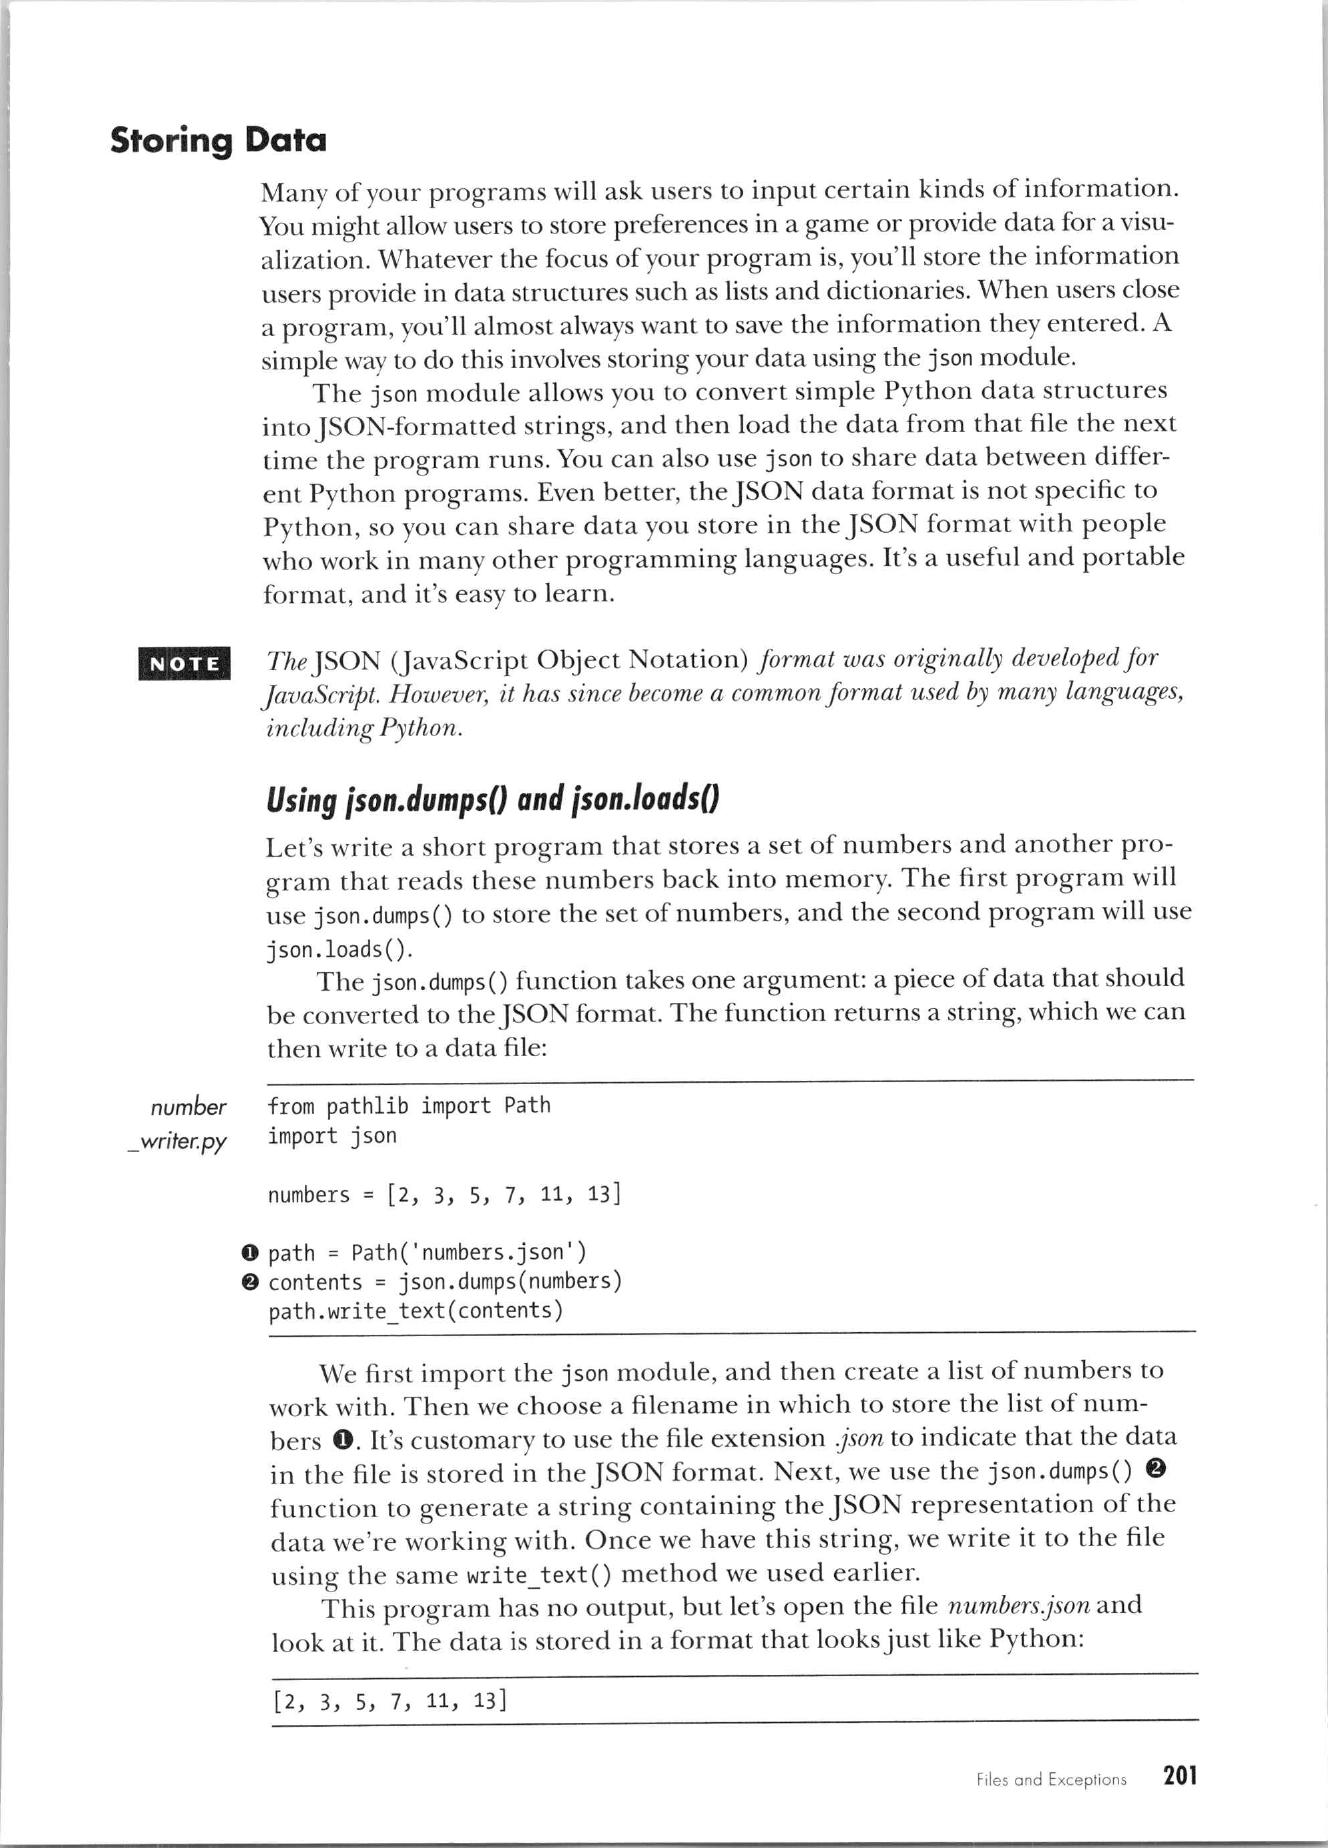 Storing Data
Many of your programs will ask users to input certain kinds of information.
You might allow users to store preferences in a game or provide data for a visu-
alization. Whatever the focus of your program is, you'll store the information
users provide in data structures such as lists and dictionaries. When users close
a program, you'll almost always want to save the information they entered. A
simple way to do this involves storing your data using the json module.
The json module allows you to convert simple Python data structures
into JSON-formatted strings, and then load the data from that file the next
time the program runs. You can also use json to share data between differ-
ent Python programs. Even better, the JSON data format is not specific to
Python, so you can share data you store in the JSON format with people
who work in many other programming languages. It's a useful and portable
format, and it's easy to learn.
NOTE The JSON (JavaScript Object Notation) format was originally developed for
JavaScript. However, it has since become a common format used by many languages,
including Python.
Using json.dumps() and json.loads()
Let's write a short program that stores a set of numbers and another pro-
gram that reads these numbers back into memory. The first program will
use json.dumps() to store the set of numbers, and the second program will use
json.loads().
The json.dumps() function takes one argument: a piece of data that should
be converted to the JSON format. The function returns a string, which we can
then write to a data file:
number from pathlib import Path
_writer.py import json
numbers = [2, 3, 5, 7, 11, 13]
❶ path = Path('numbers.json')
❷ contents = json.dumps(numbers)
path.write_text(contents)
We first import the json module, and then create a list of numbers to
work with. Then we choose a filename in which to store the list of num-
bers ❶. It's customary to use the file extension .json to indicate that the data
in the file is stored in the JSON format. Next, we use the json.dumps() ❷
function to generate a string containing the JSON representation of the
data we're working with. Once we have this string, we write it to the file
using the same write_text() method we used earlier.
This program has no output, but let's open the file numbers.json and
look at it. The data is stored in a format that looks just like Python:
[2, 3, 5, 7, 11, 13]
Files and Exceptions 201